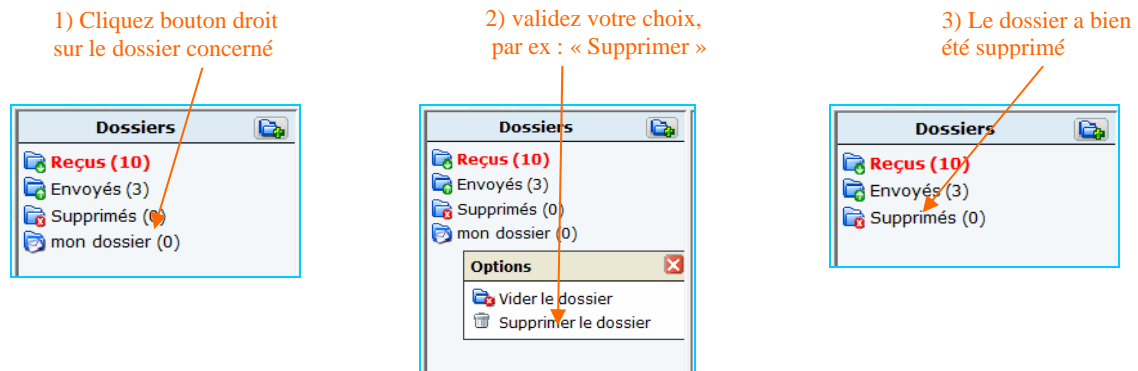 1) Cliquez bouton droit
sur le dossier concerné
2) validez votre choix,
par ex : « Supprimer »
3) Le dossier a bien
été supprimé
Dossiers
Reçus (10)
Envoyés (3)
Supprimés (0)
mon dossier (0)
Dossiers
Reçus (10)
Envoyés (3)
Supprimés (0)
mon dossier (0)
Options
Vider le dossier
Supprimer le dossier
Dossiers
Reçus (10)
Envoyés (3)
Supprimés (0)